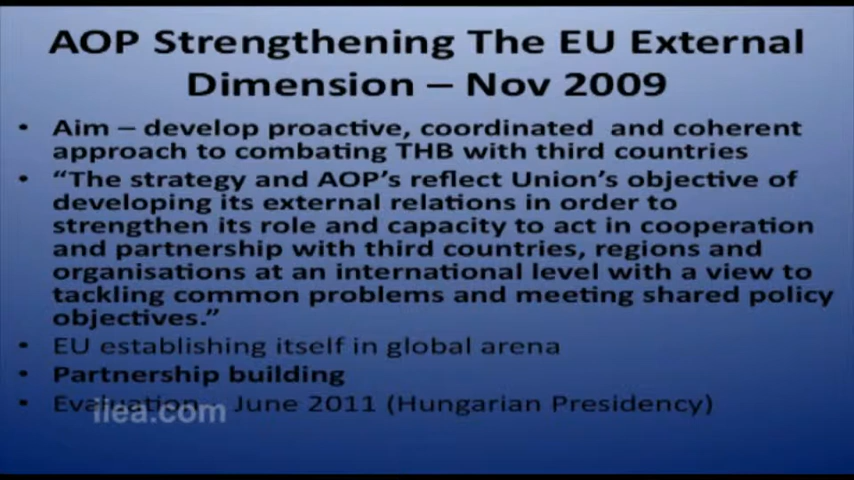 AOP Strengthening The EU External
Dimension – Nov 2009
• Aim – develop proactive, coordinated and coherent
approach to combating THB with third countries
• “The strategy and AOP’s reflect Union’s objective of
developing its external relations in order to
strengthen its role and capacity to act in cooperation
and partnership with third countries, regions and
organisations at an international level with a view to
tackling common problems and meeting shared policy
objectives.”
• EU establishing itself in global arena
• Partnership building
• Evaluation – June 2011 (Hungarian Presidency)
iiea.com